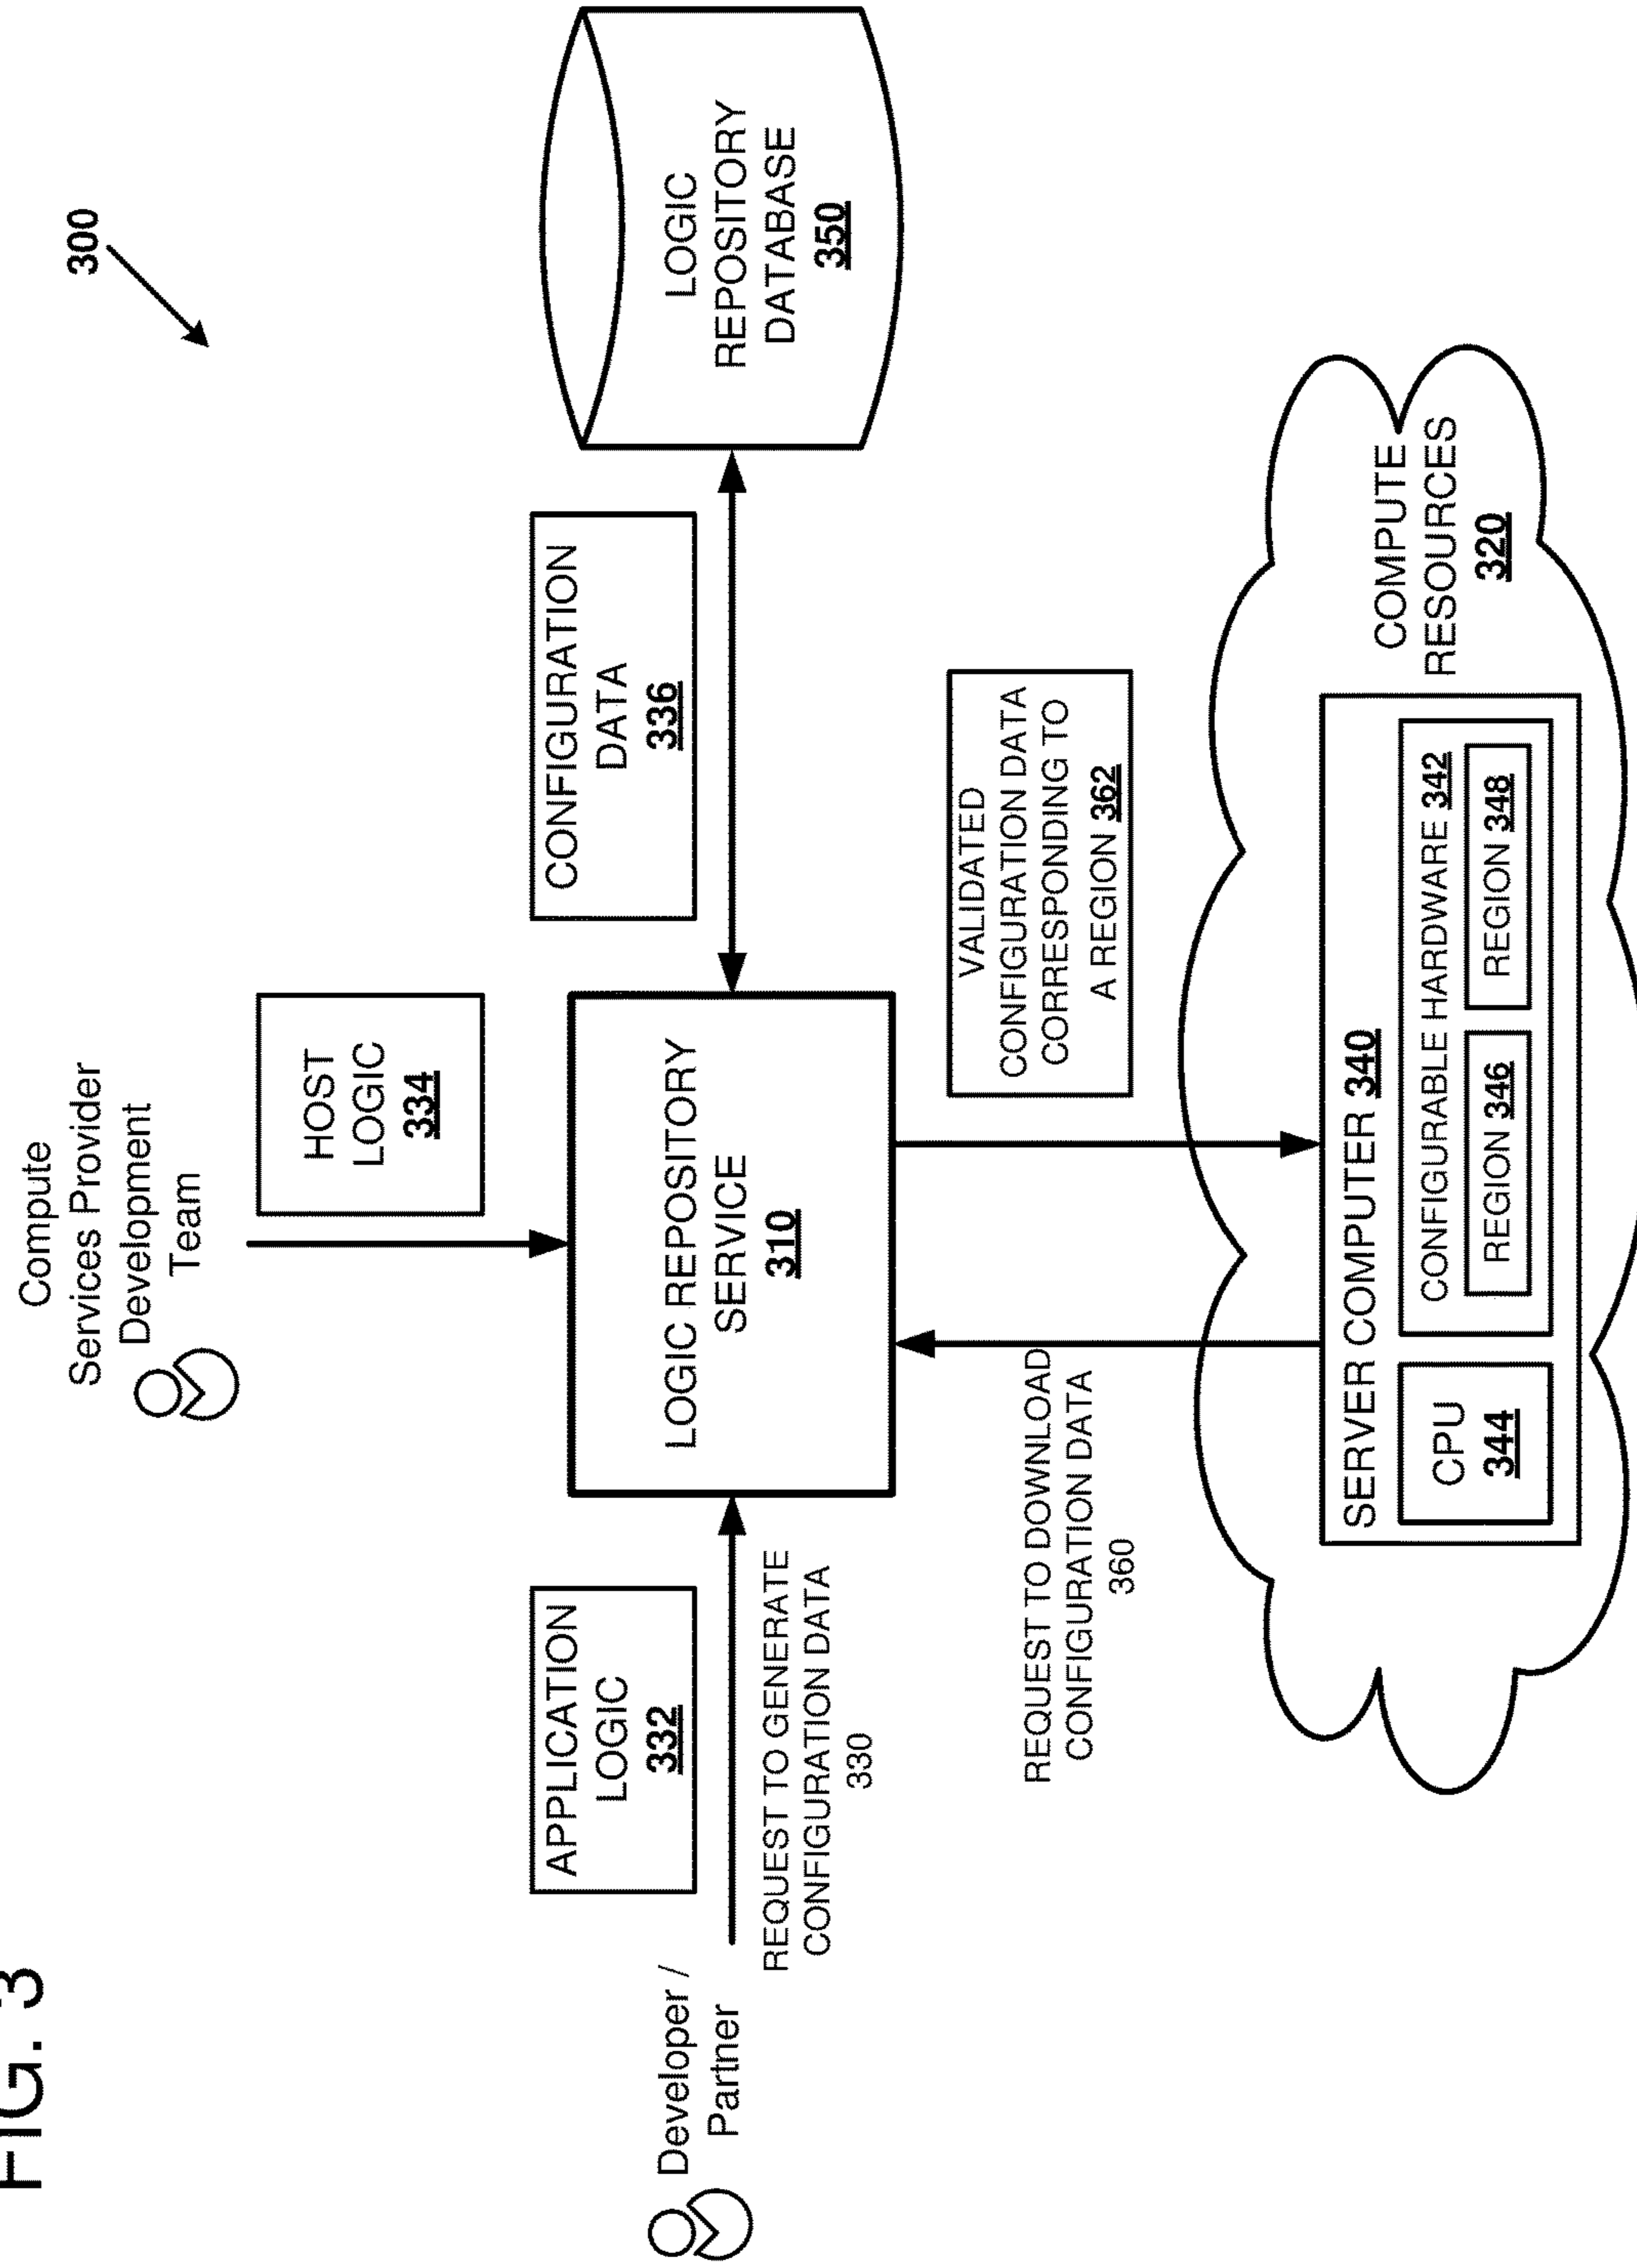 FIG. 3
300
Compute
Services Provider
Development
Team
HOST
LOGIC
334
APPLICATION
LOGIC
332
CONFIGURATION
DATA
336
Developer /
Partner
REQUEST TO GENERATE
CONFIGURATION DATA
330
LOGIC REPOSITORY
SERVICE
310
LOGIC
REPOSITORY
DATABASE
350
REQUEST TO DOWNLOAD
CONFIGURATION DATA
360
VALIDATED
CONFIGURATION DATA
CORRESPONDING TO
A REGION 362
SERVER COMPUTER 340
CPU
344
CONFIGURABLE HARDWARE 342
REGION 346
REGION 348
COMPUTE
RESOURCES
320